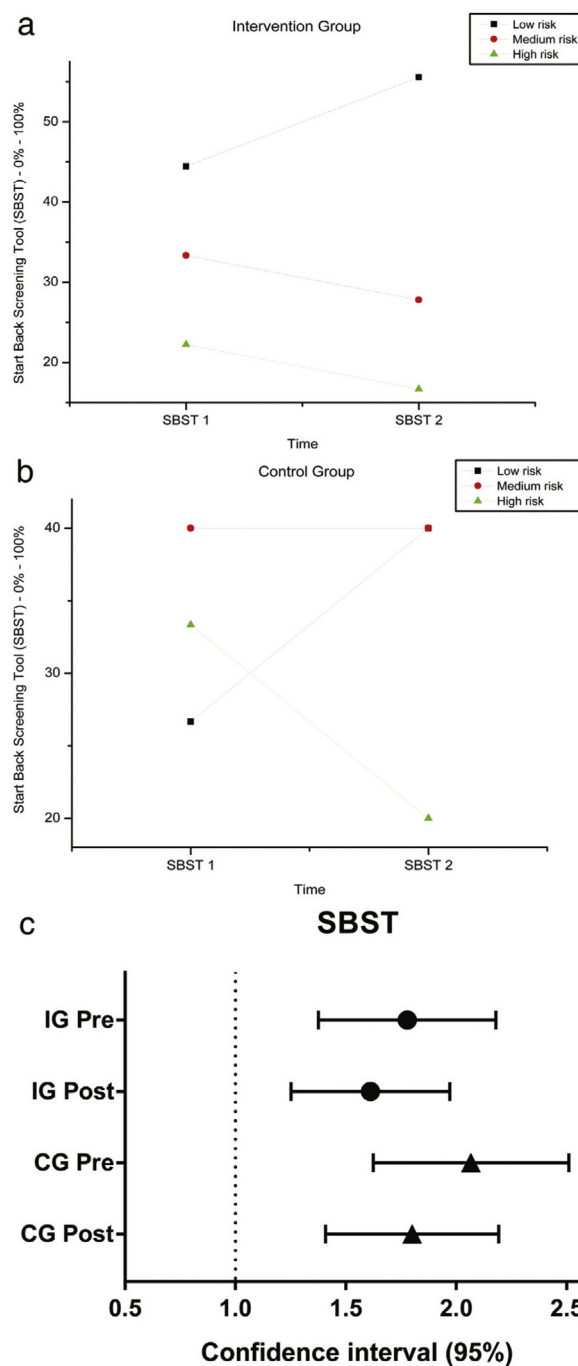 a
Intervention Group
Low risk
Medium risk
High risk
Start Back Screening Tool (SBST) - 0% - 100%
50
40
30
20
SBST 1
SBST 2
Time
b
Control Group
Low risk
Medium risk
High risk
Start Back Screening Tool (SBST) - 0% - 100%
40
30
20
SBST 1
SBST 2
Time
c
SBST
IG Pre
IG Post
CG Pre
CG Post
0.5
1.0
1.5
2.0
2.5
Confidence interval (95%)